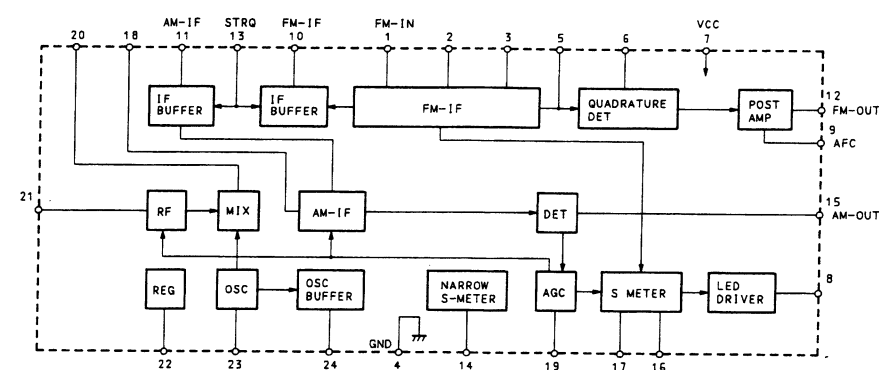 AM-IF STRQ FM-IF FM-IN VCC
20 18 11 13 10 1 2 3 5 6 7
IF BUFFER
IF BUFFER
FM-IF
QUADRATURE DET
POST AMP
12
FM-OUT
9
AFC
21
RF
MIX
AM-IF
DET
15
AM-OUT
REG
OSC
OSC BUFFER
NARROW S-METER
AGC
S METER
LED DRIVER
8
GND
22 23 24 4 14 19 17 16